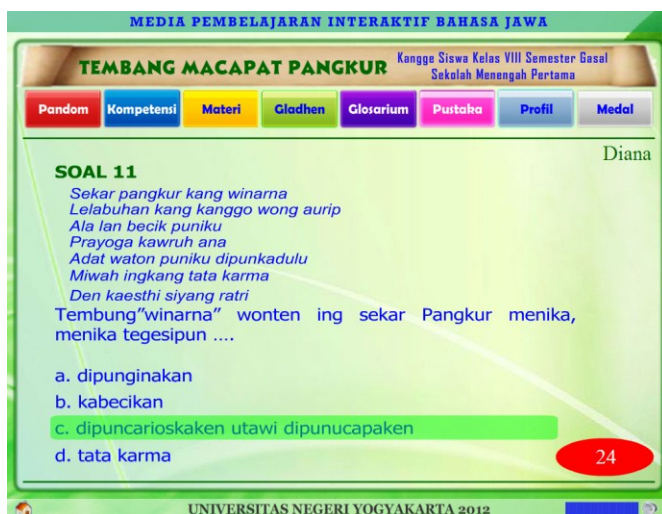 MEDIA PEMBELAJARAN INTERAKTIF BAHASA JAWA
TEMBANG MACAPAT PANGKUR
Kangge Siswa Kelas VIII Semester Gasal
Sekolah Menengah Pertama
Pandom Kompetensi Materi Gladhen Glosarium Pustaka Profil Medal
Diana
SOAL 11
Sekar pangkur kang winarna
Lelabuhan kang kanggo wong aurip
Ala lan becik puniku
Prayoga kawruh ana
Adat waton puniku dipunkadulu
Miwah ingkang tata karma
Den kaesthi siyang ratri
Tembung"winarna" wonten ing sekar Pangkur menika,
menika tegesipun ....
a. dipunginakan
b. kabecikan
c. dipuncarioskaken utawi dipunucapaken
d. tata karma
24
UNIVERSITAS NEGERI YOGYAKARTA 2012